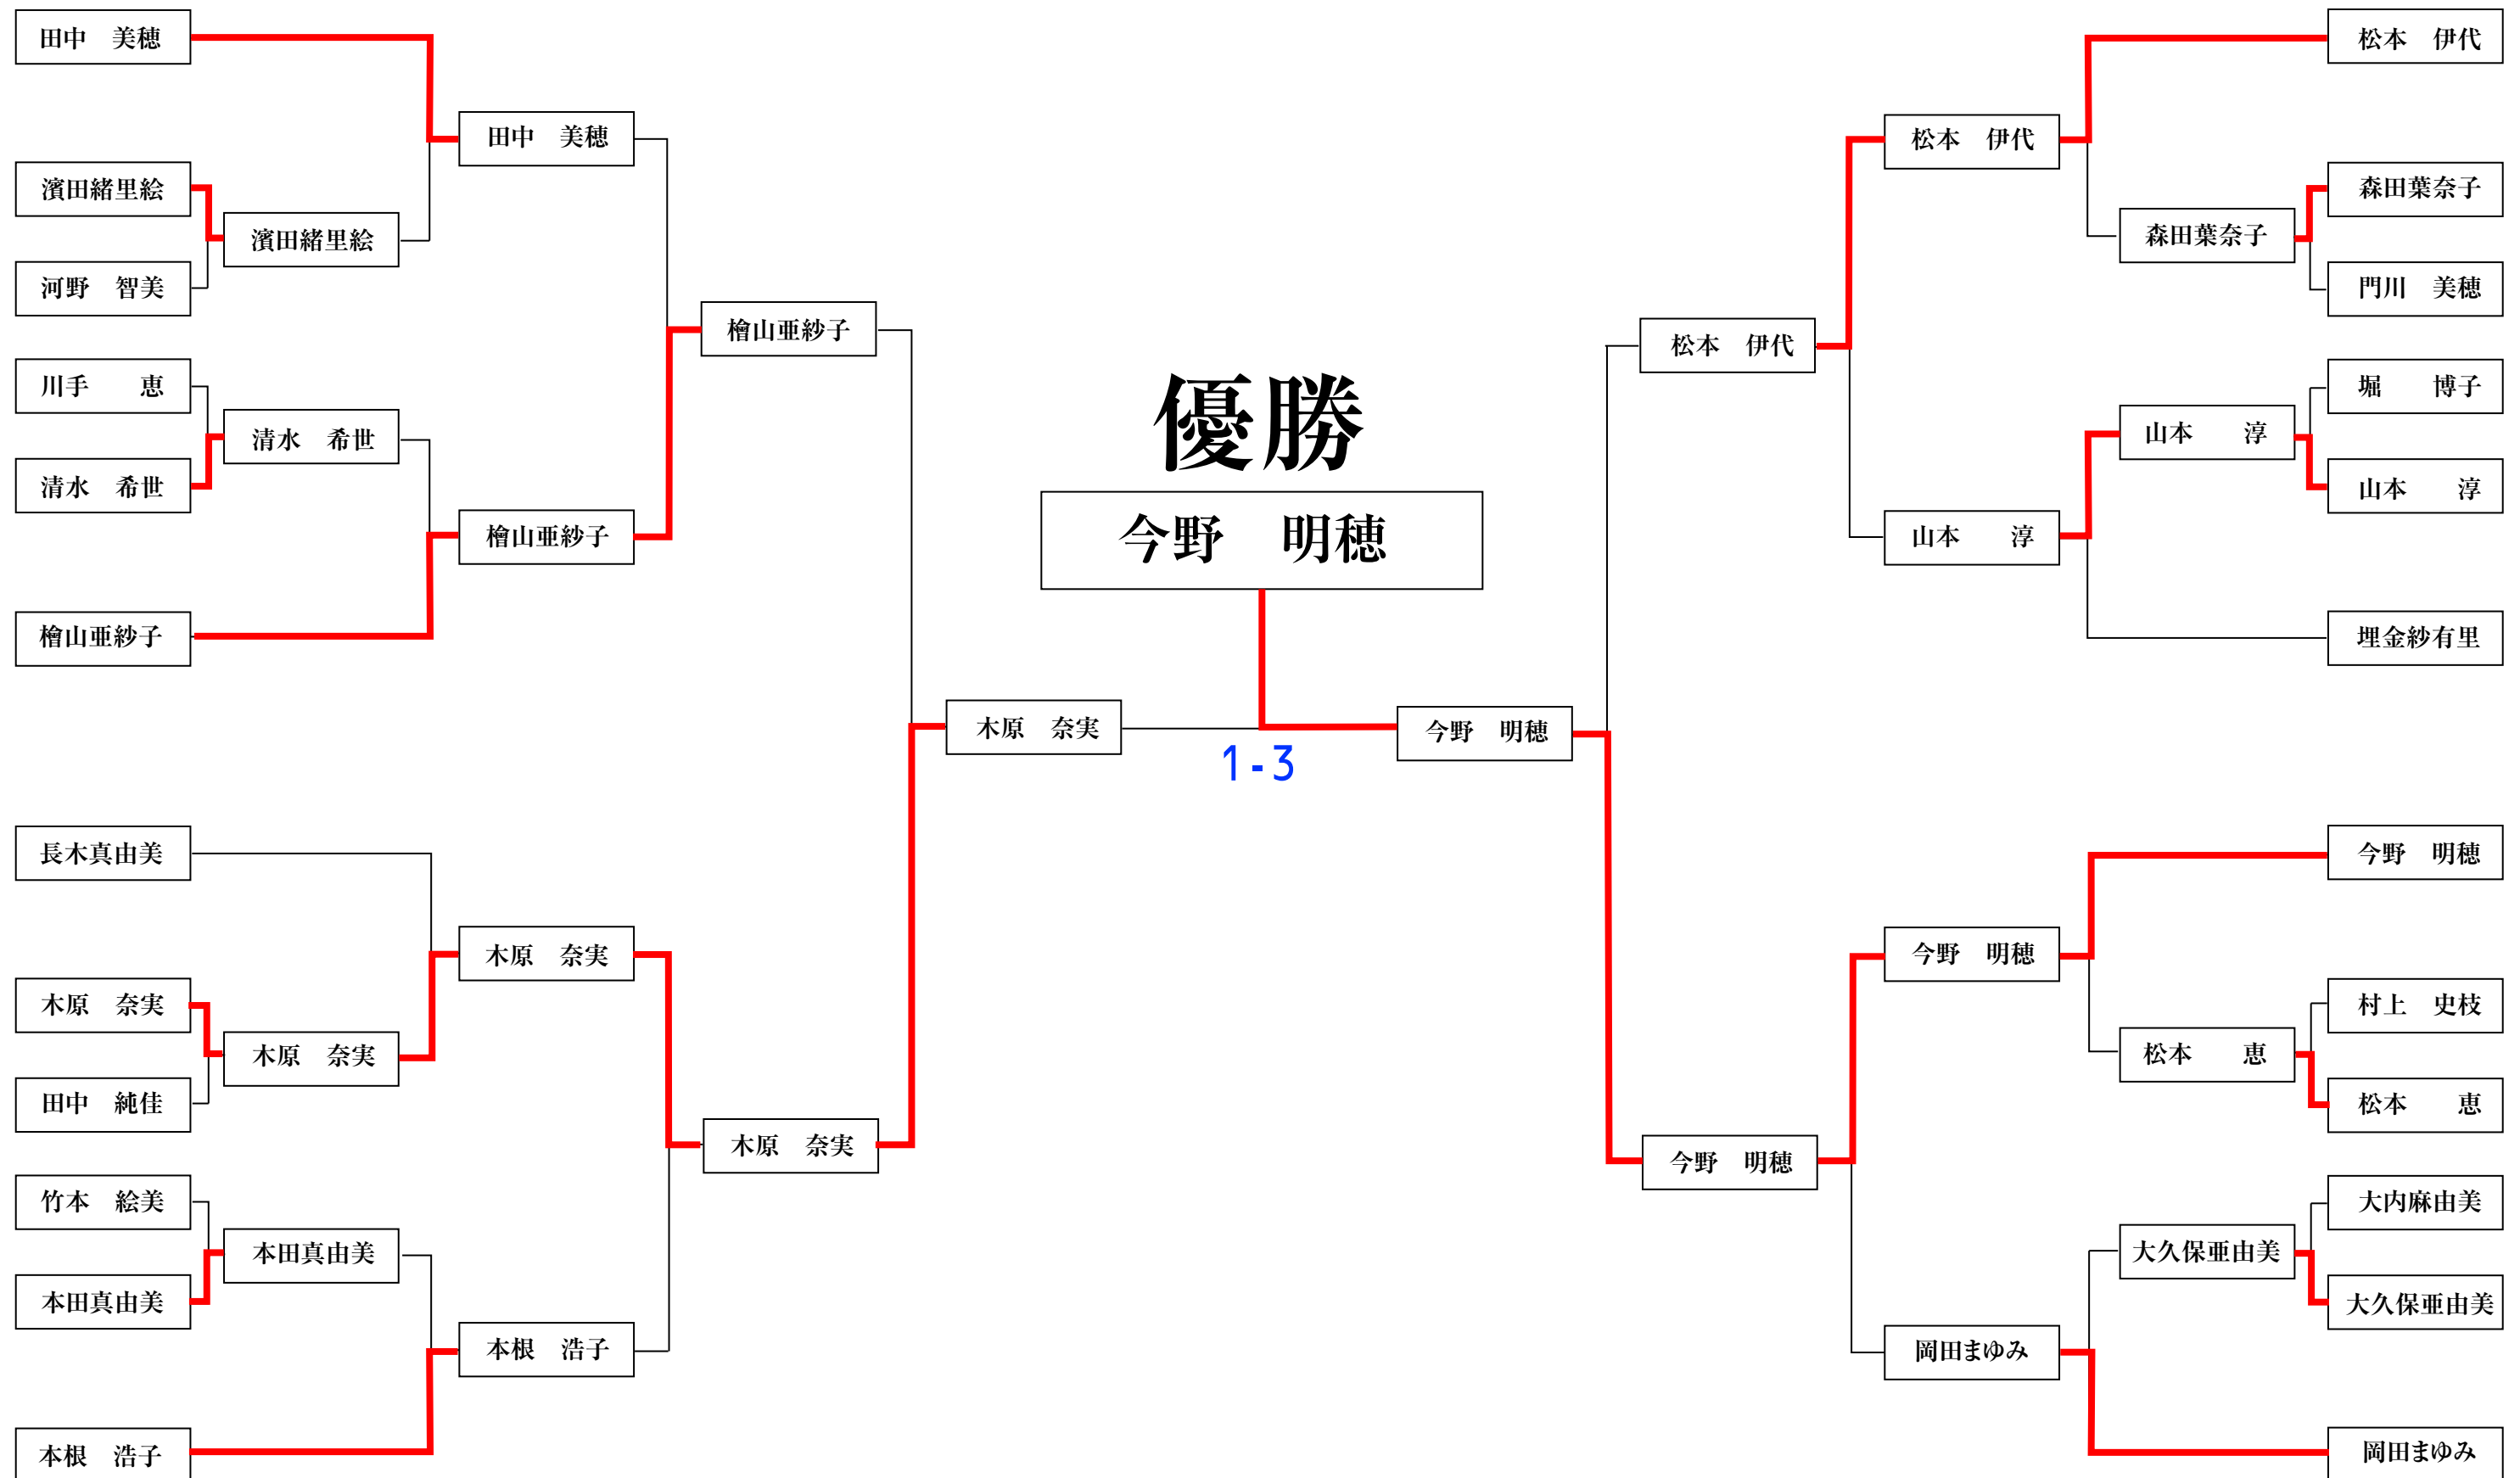 田中　美穂
濱田緒里絵
河野　智美
川手　　恵
清水　希世
檜山亜紗子
長木真由美
木原　奈実
田中　純佳
竹本　絵美
本田真由美
本根　浩子
濱田緒里絵
清水　希世
木原　奈実
本田真由美
田中　美穂
檜山亜紗子
木原　奈実
本根　浩子
檜山亜紗子
木原　奈実
木原　奈実
優勝
今野　明穂
1-3
今野　明穂
松本　伊代
今野　明穂
松本　伊代
山本　　淳
今野　明穂
岡田まゆみ
森田葉奈子
山本　　淳
松本　　恵
大久保亜由美
松本　伊代
森田葉奈子
門川　美穂
堀　　博子
山本　　淳
埋金紗有里
今野　明穂
村上　史枝
松本　　恵
大内麻由美
大久保亜由美
岡田まゆみ